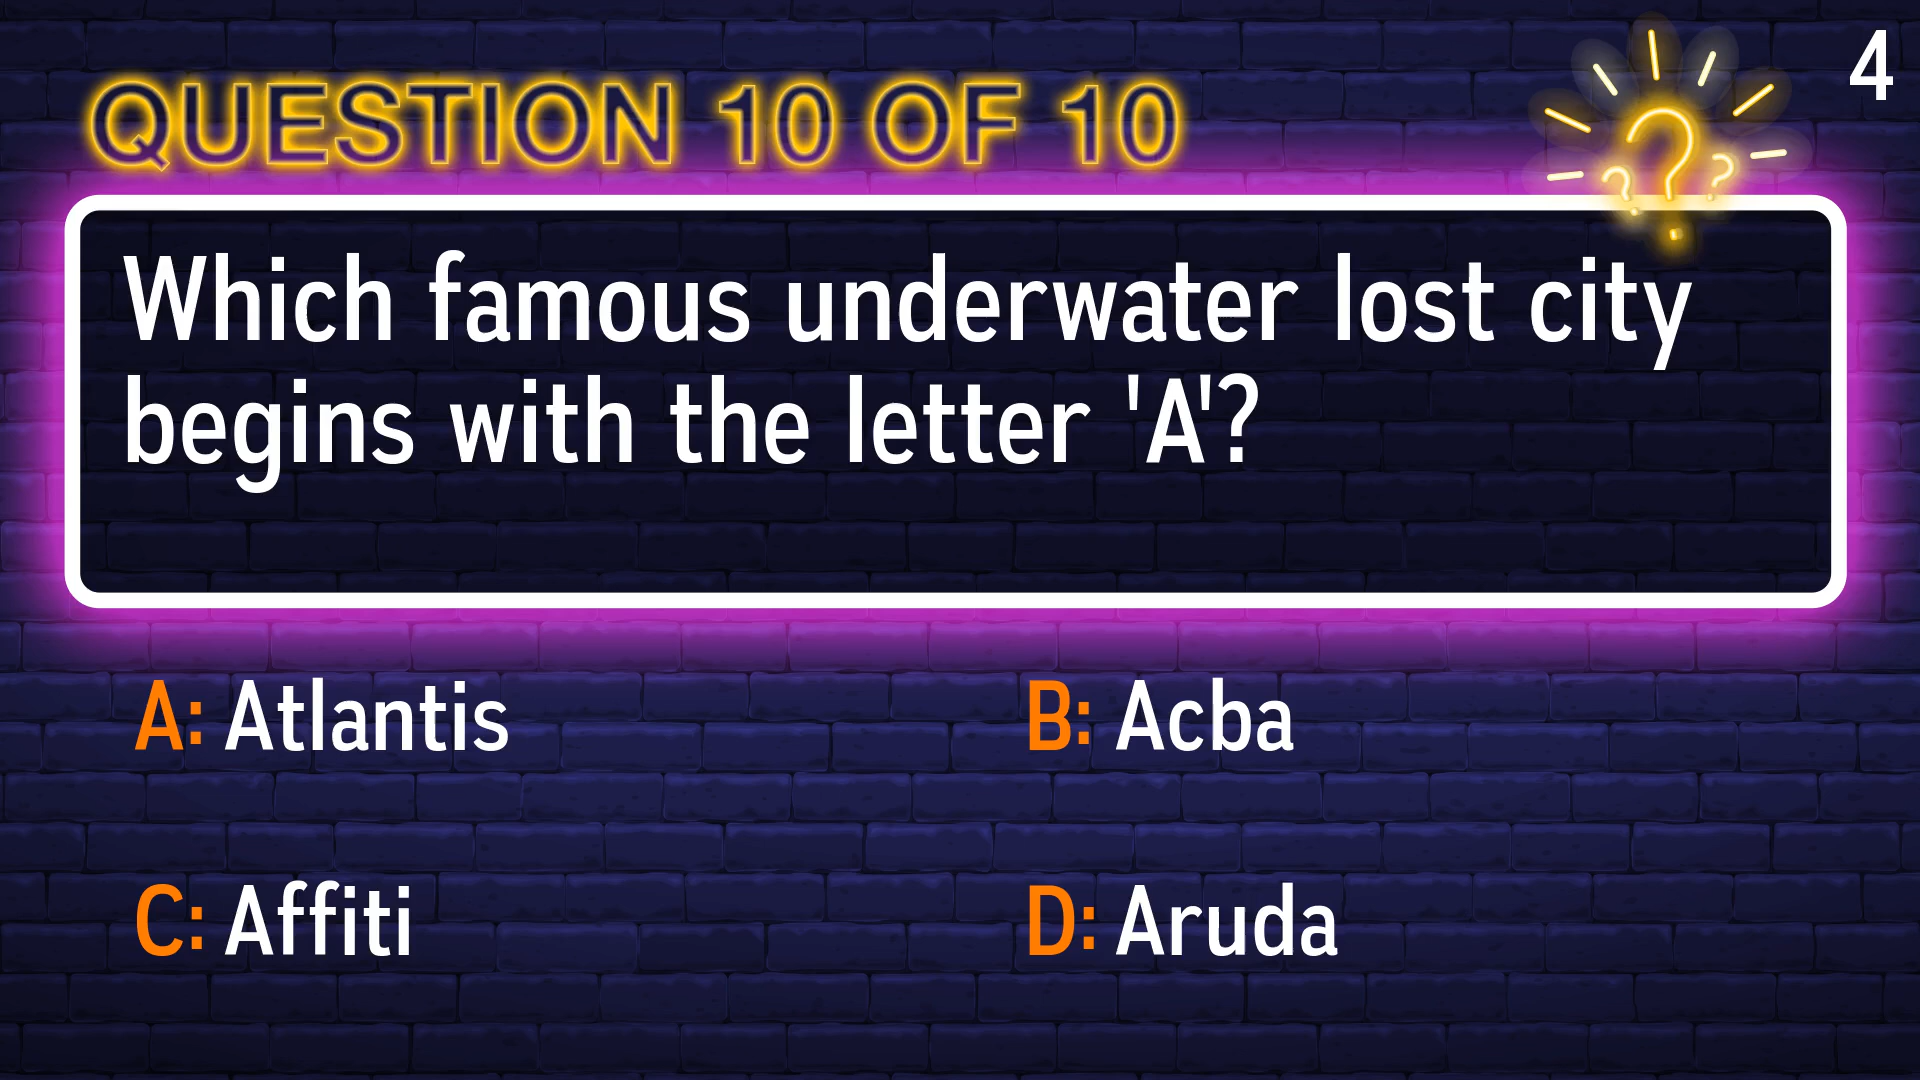 4
QUESTION 10 OF 10
Which famous underwater lost city
begins with the letter 'A'?
A: Atlantis
B: Acba
C: Affiti
D: Aruda